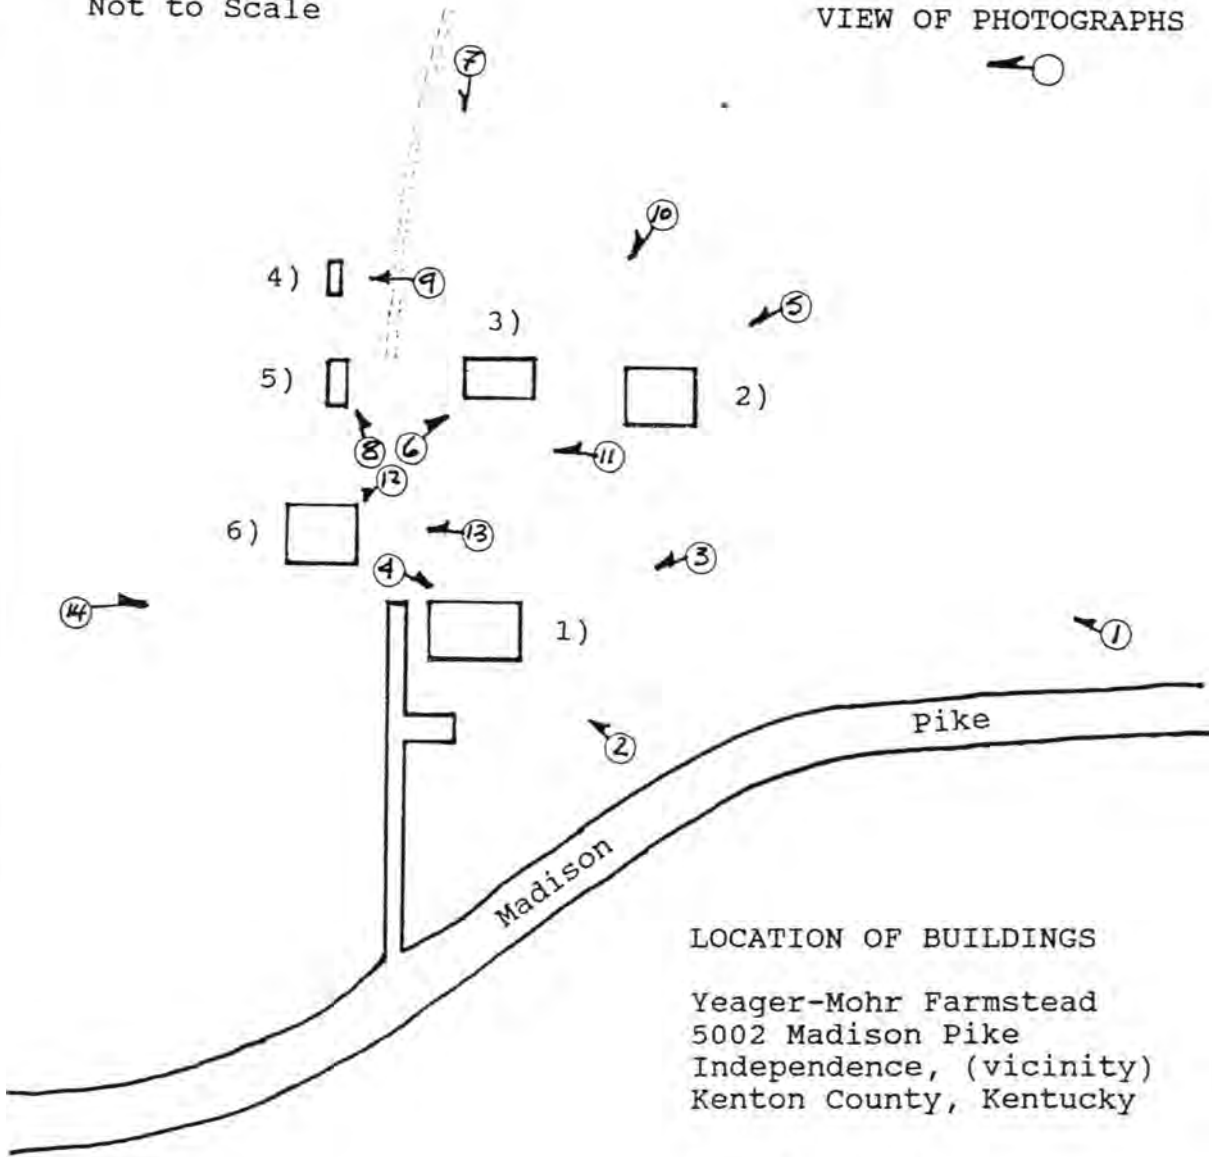 Not to Scale
VIEW OF PHOTOGRAPHS
7
10
4)
9
5
3)
5)
2)
8
6
11
12
6)
13
4
3
14
1)
1
Pike
2
Madison
LOCATION OF BUILDINGS
Yeager-Mohr Farmstead
5002 Madison Pike
Independence, (vicinity)
Kenton County, Kentucky